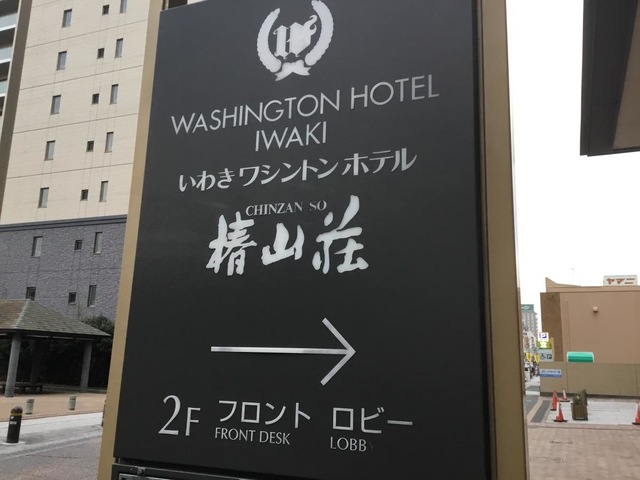 WASHINGTON HOTEL
IWAKI
いわきワシントンホテル
CHINZAN SO
椿山荘
2F フロント ロビー
FRONT DESK LOBB